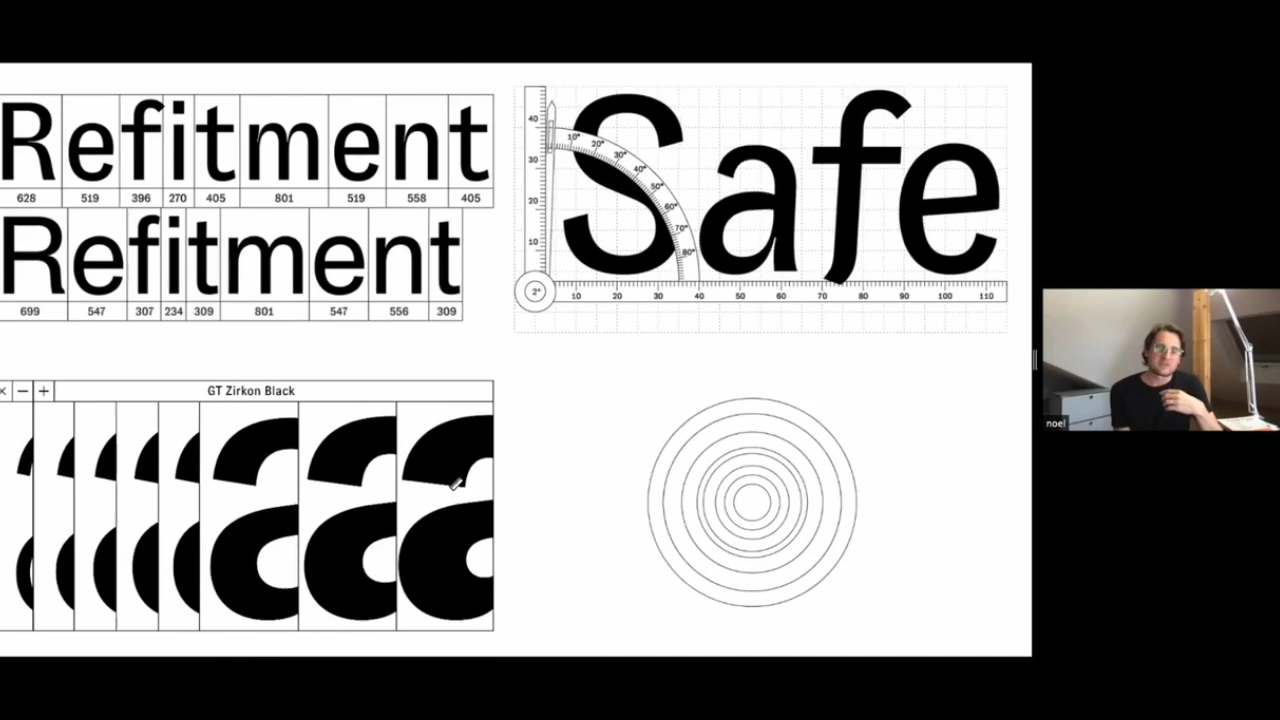 Refitment
628 519 396 270 405 801 519 558 405
Refitment
699 547 307 234 309 801 547 556 309
Safe
40
30
20
10
10° 20° 30° 40° 50° 60° 70° 80°
2° 10 20 30 40 50 60 70 80 90 100 110
× − + GT Zirkon Black
a a a a a a a a
noel